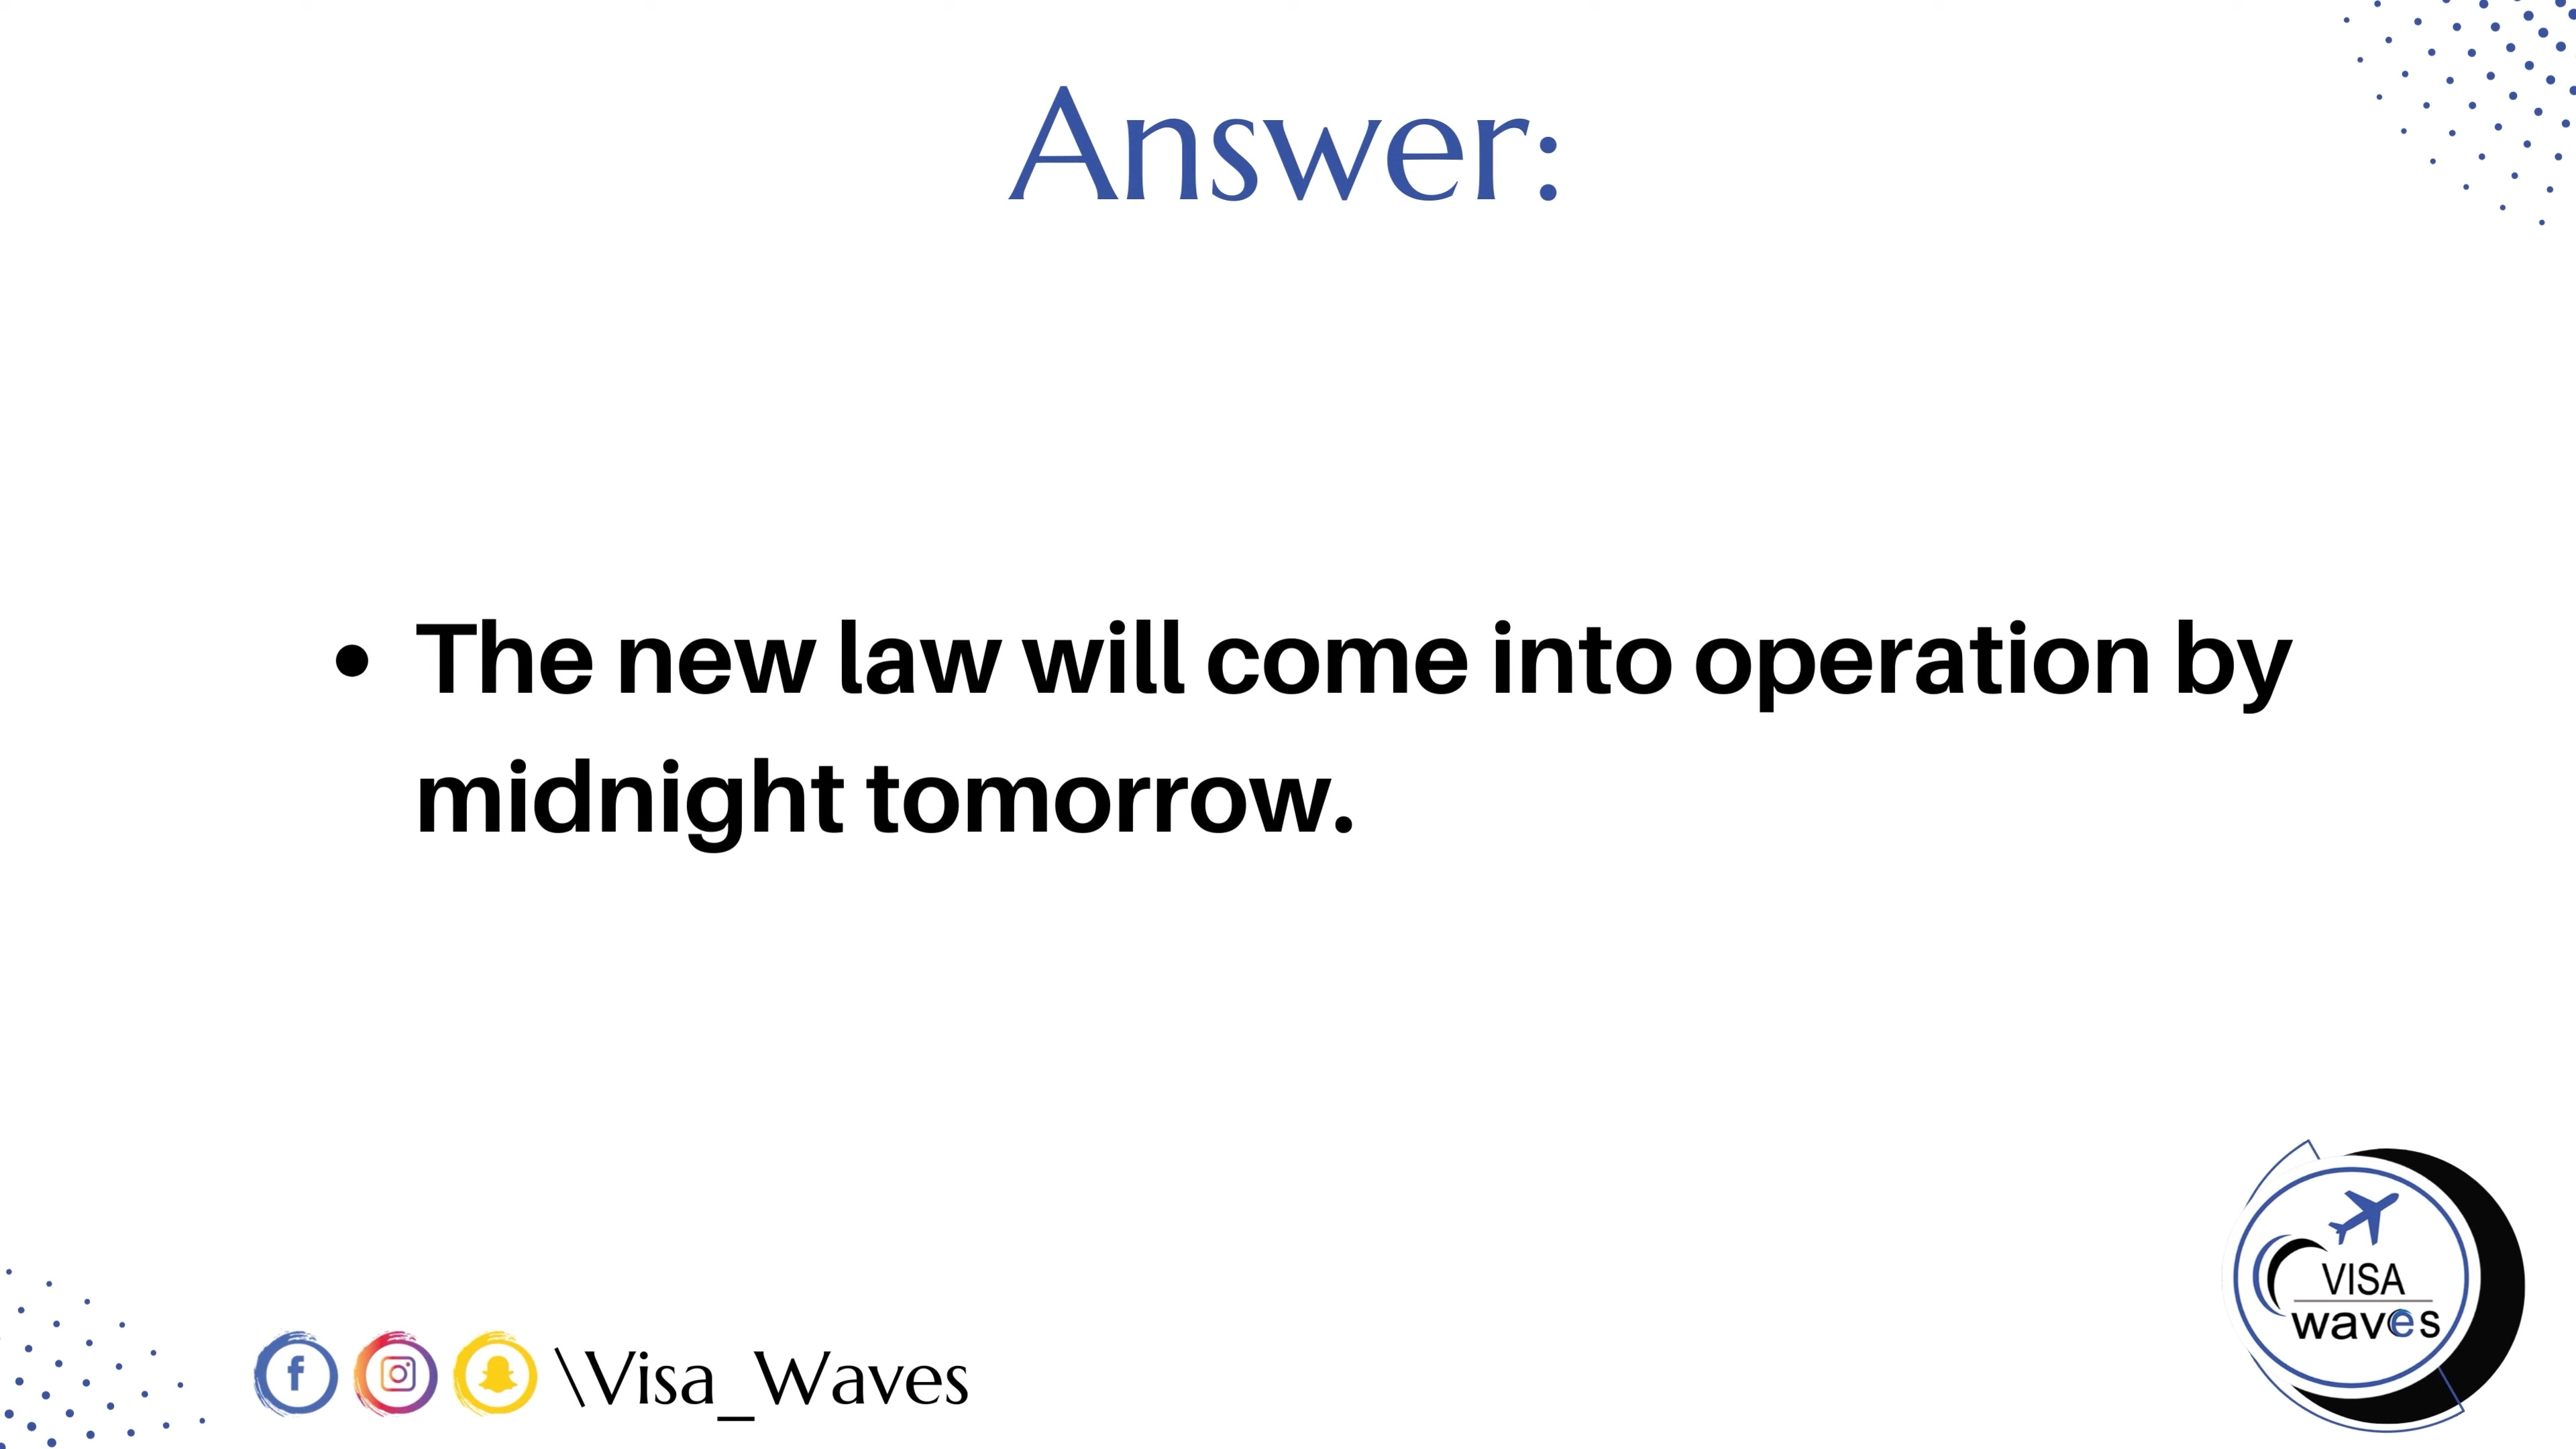 Answer:
• The new law will come into operation by
midnight tomorrow.
VISA
waves
\Visa_Waves